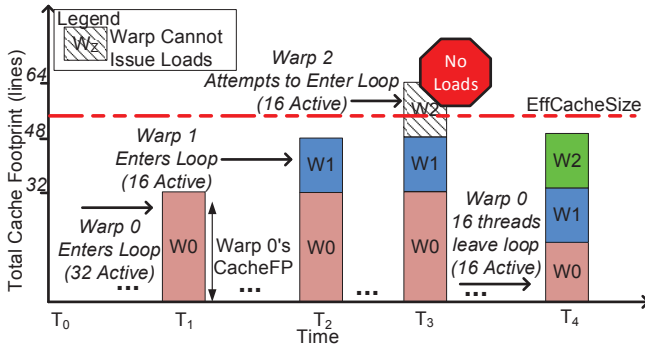 Legend
Wz
Warp Cannot
Issue Loads
Total Cache Footprint (lines)
64
48
32
Warp 2
Attempts to Enter Loop
(16 Active)
No
Loads
EffCacheSize
Warp 1
Enters Loop
(16 Active)
Warp 0
Enters Loop
(32 Active)
Warp 0's
CacheFP
Warp 0
16 threads
leave loop
(16 Active)
W0
W1
W0
W2
W1
W0
W2
W1
W0
... ... ... ...
T0 T1 T2 T3 T4
Time